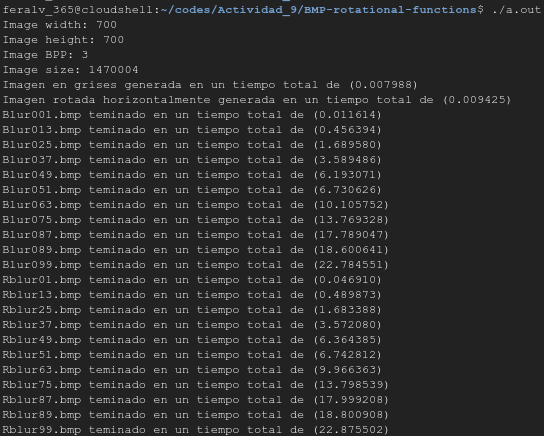 feralv_365@cloudshell:~/codes/Actividad_9/BMP-rotational-functions$ ./a.out
Image width: 700
Image height: 700
Image BPP: 3
Image size: 1470004
Imagen en grises generada en un tiempo total de (0.007988)
Imagen rotada horizontalmente generada en un tiempo total de (0.009425)
Blur001.bmp teminado en un tiempo total de (0.011614)
Blur013.bmp teminado en un tiempo total de (0.456394)
Blur025.bmp teminado en un tiempo total de (1.689580)
Blur037.bmp teminado en un tiempo total de (3.589486)
Blur049.bmp teminado en un tiempo total de (6.193071)
Blur051.bmp teminado en un tiempo total de (6.730626)
Blur063.bmp teminado en un tiempo total de (10.105752)
Blur075.bmp teminado en un tiempo total de (13.769328)
Blur087.bmp teminado en un tiempo total de (17.789047)
Blur089.bmp teminado en un tiempo total de (18.600641)
Blur099.bmp teminado en un tiempo total de (22.784551)
Rblur01.bmp teminado en un tiempo total de (0.046910)
Rblur13.bmp teminado en un tiempo total de (0.489873)
Rblur25.bmp teminado en un tiempo total de (1.683388)
Rblur37.bmp teminado en un tiempo total de (3.572080)
Rblur49.bmp teminado en un tiempo total de (6.364385)
Rblur51.bmp teminado en un tiempo total de (6.742812)
Rblur63.bmp teminado en un tiempo total de (9.966363)
Rblur75.bmp teminado en un tiempo total de (13.798539)
Rblur87.bmp teminado en un tiempo total de (17.999208)
Rblur89.bmp teminado en un tiempo total de (18.800908)
Rblur99.bmp teminado en un tiempo total de (22.875502)